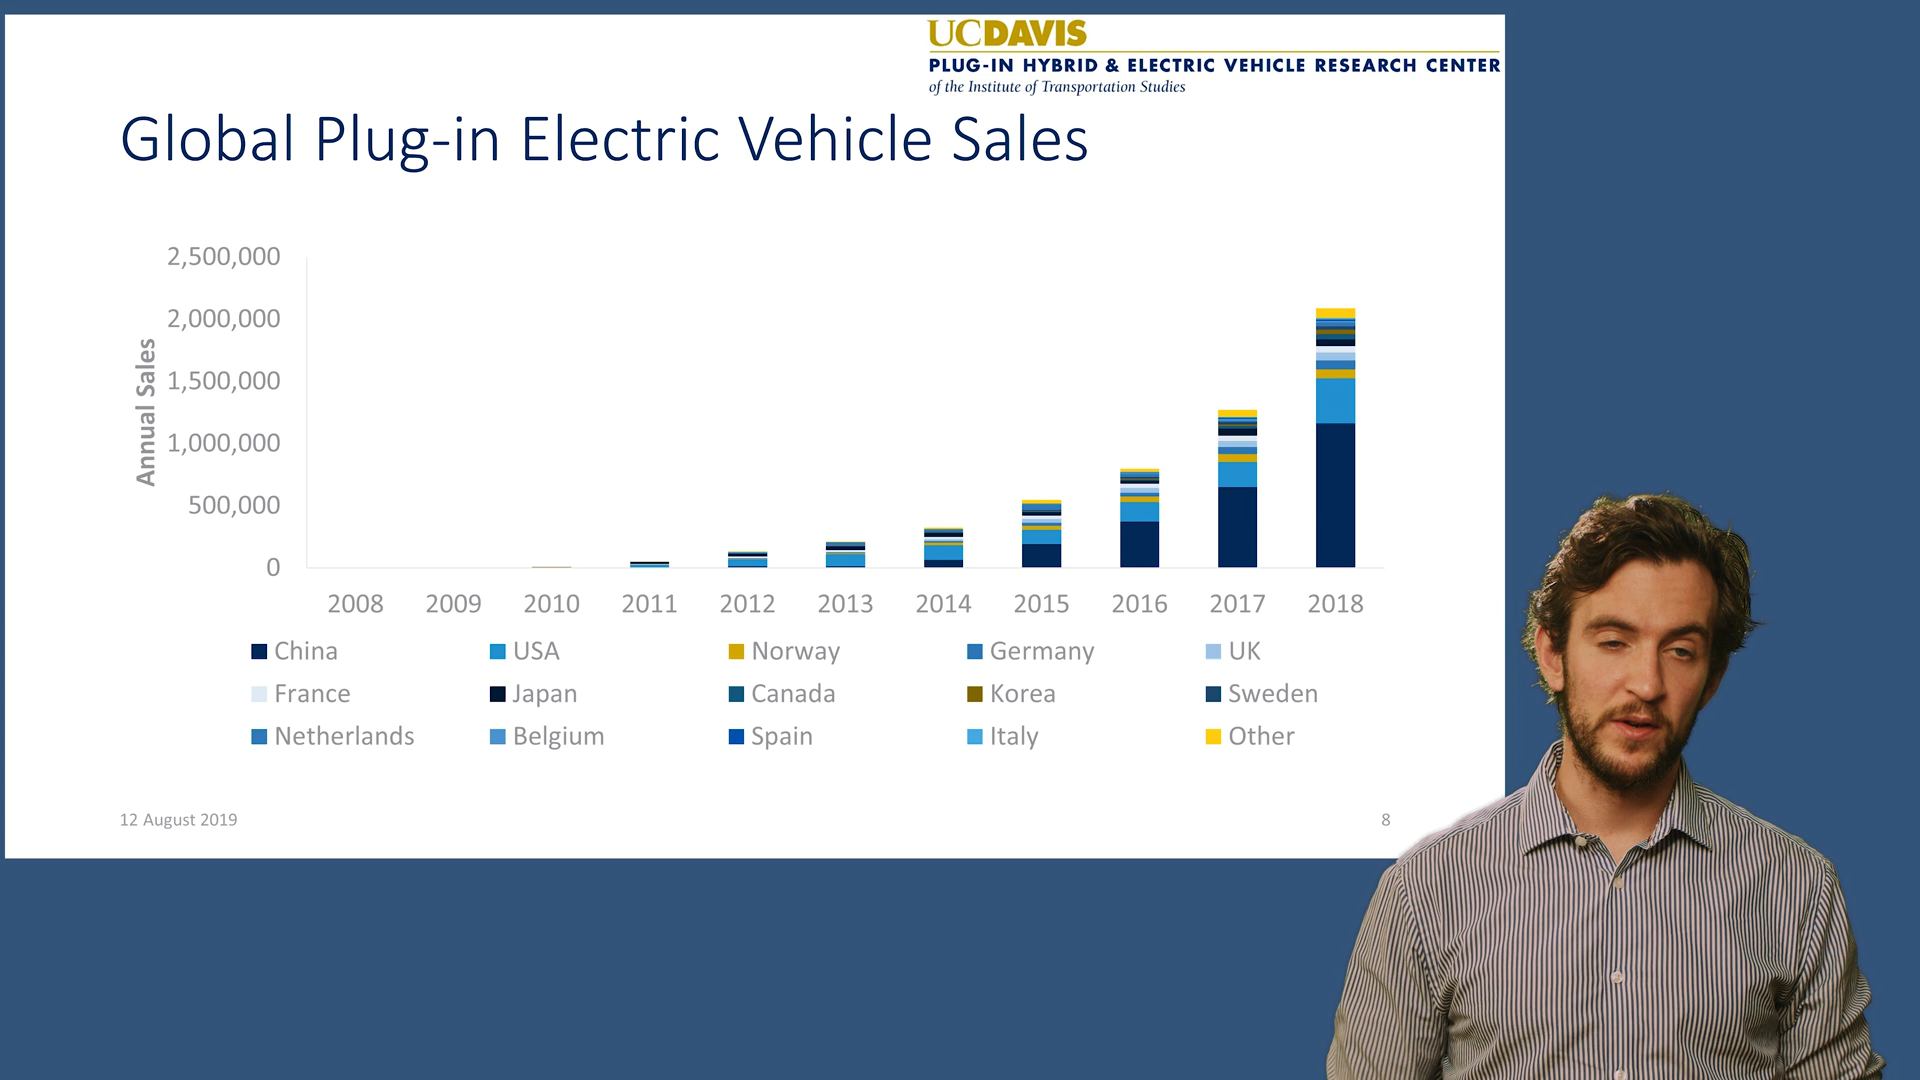 UCDAVIS
PLUG-IN HYBRID & ELECTRIC VEHICLE RESEARCH CENTER
of the Institute of Transportation Studies
Global Plug-in Electric Vehicle Sales
Annual Sales
2,500,000
2,000,000
1,500,000
1,000,000
500,000
0
2008 2009 2010 2011 2012 2013 2014 2015 2016 2017 2018
China USA Norway Germany UK
France Japan Canada Korea Sweden
Netherlands Belgium Spain Italy Other
12 August 2019 8